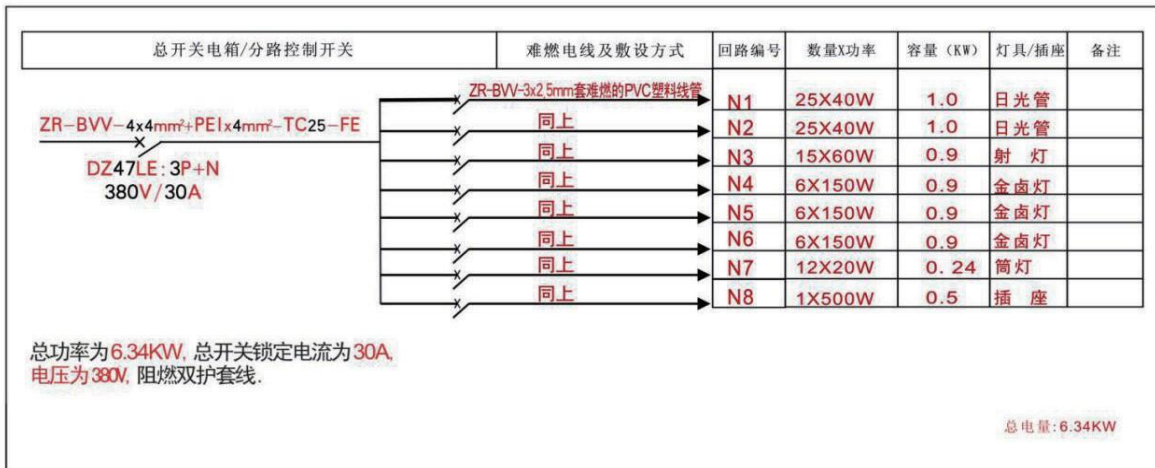 总开关电箱/分路控制开关 难燃电线及敷设方式 回路编号 数量X功率 容量（KW） 灯具/插座 备注
ZR-BVV-3x2,5mm套难燃的PVC塑料线管 N1 25X40W 1.0 日光管
ZR-BVV-4x4mm²+PEIx4mm²-TC25-FE
同上 N2 25X40W 1.0 日光管
DZ47LE:3P+N
380V/30A
同上 N3 15X60W 0.9 射 灯
同上 N4 6X150W 0.9 金卤灯
同上 N5 6X150W 0.9 金卤灯
同上 N6 6X150W 0.9 金卤灯
同上 N7 12X20W 0.24 筒灯
同上 N8 1X500W 0.5 插 座
总功率为6.34KW, 总开关锁定电流为30A,
电压为380V, 阻燃双护套线.
总电量:6.34KW